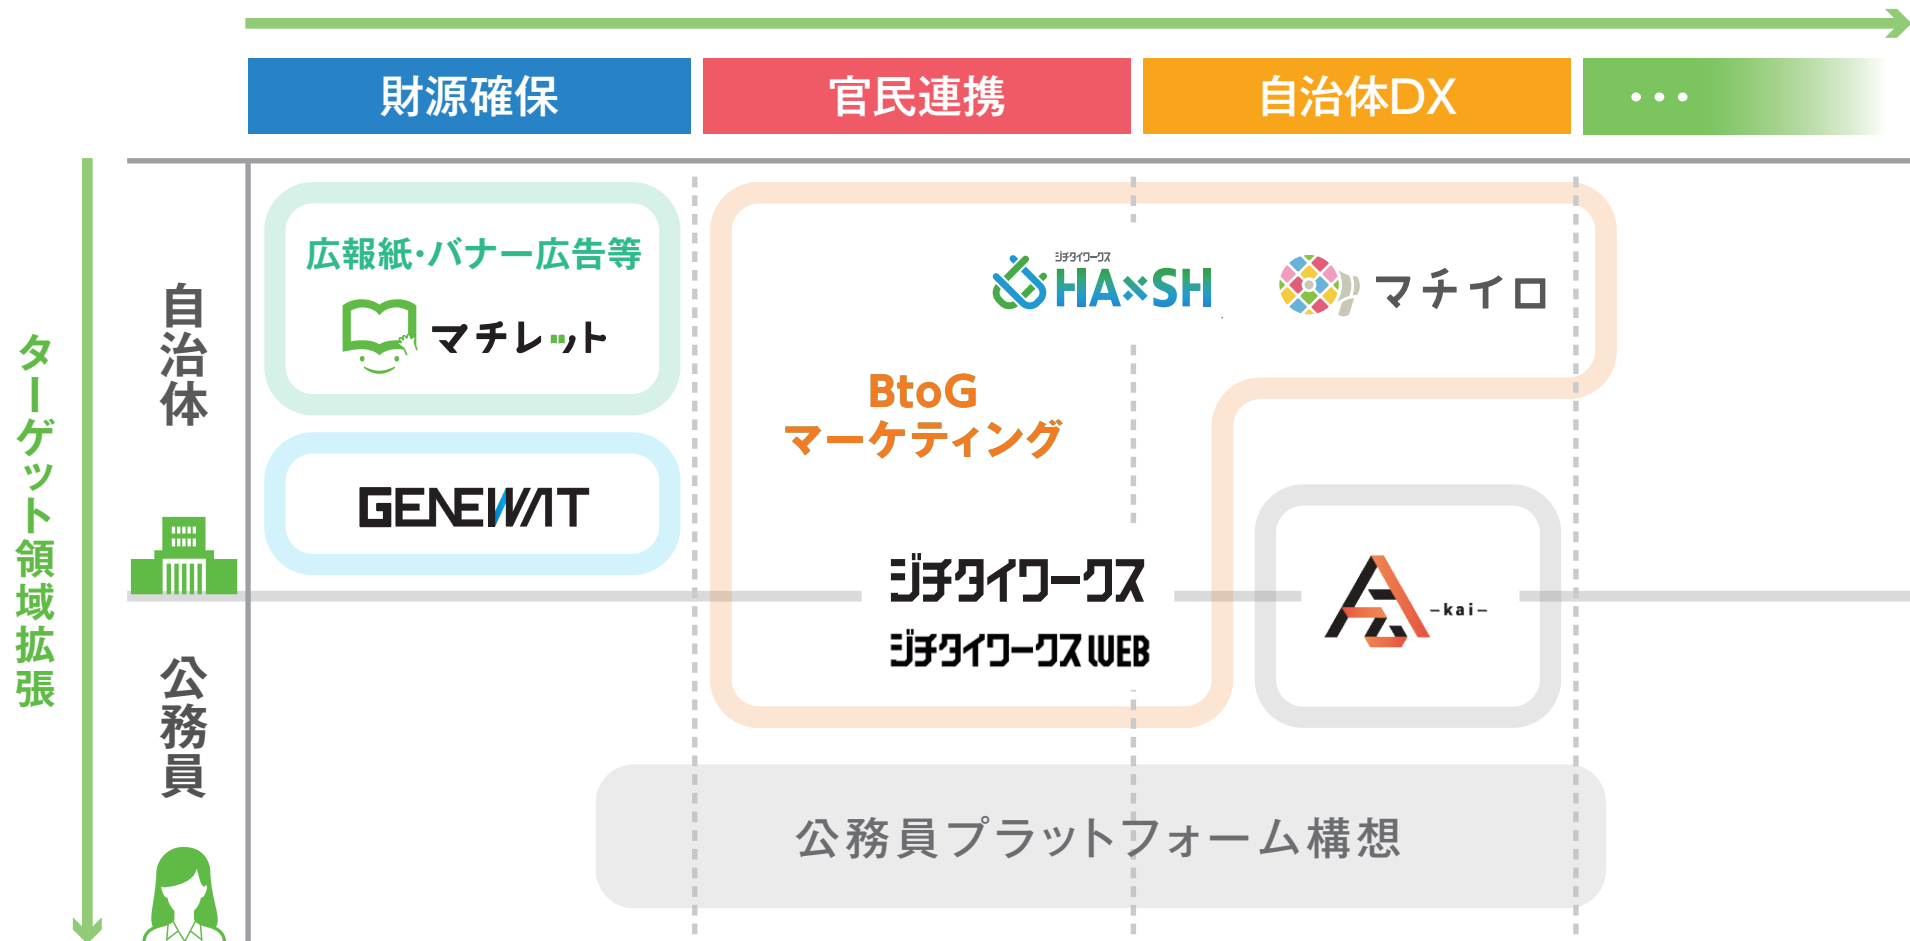 財源確保
官民連携
自治体DX
・・・
ターゲット領域拡張
自治体
広報紙・バナー広告等
マチレット
GENEWAT
ジチタイワークス
HA×SH
マチイロ
BtoG
マーケティング
ジチタイワークス
ジチタイワークス WEB
–kai–
公務員
公務員プラットフォーム構想